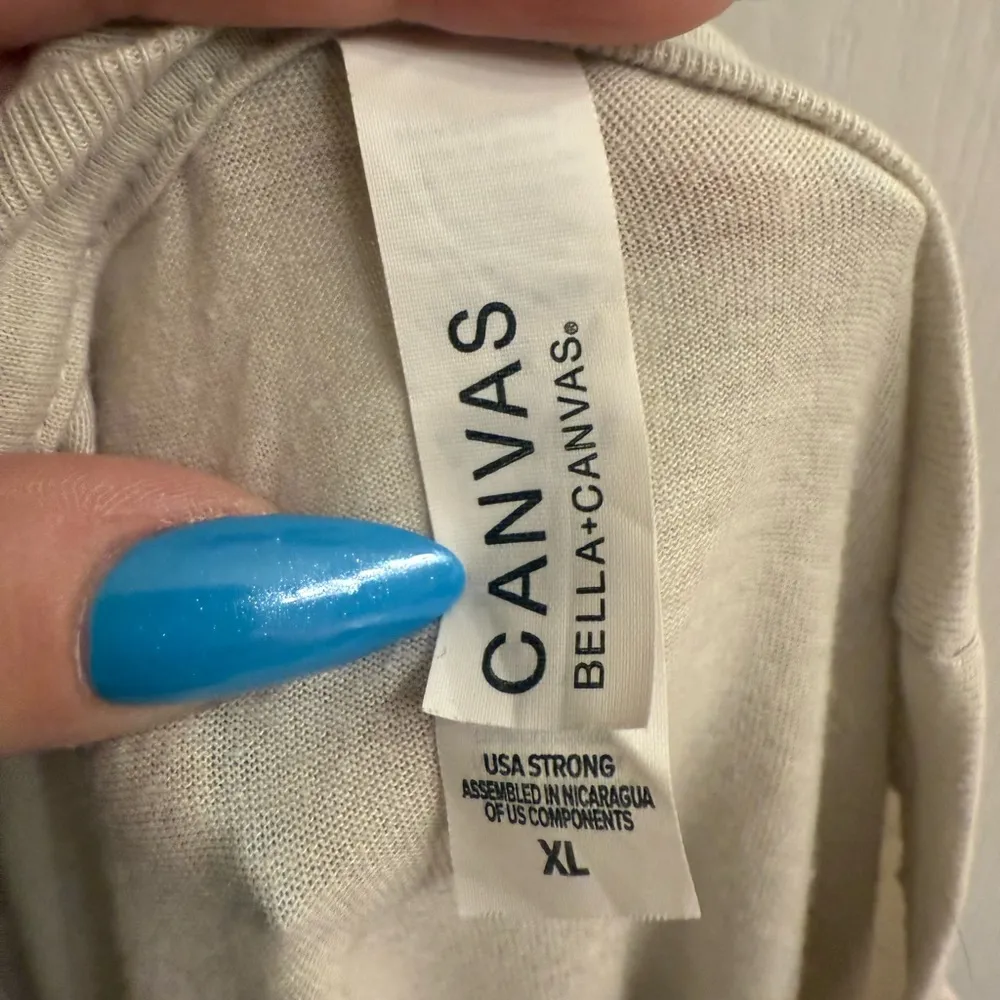 CANVAS
BELLA+CANVAS®
USA STRONG
ASSEMBLED IN NICARAGUA
OF US COMPONENTS
XL